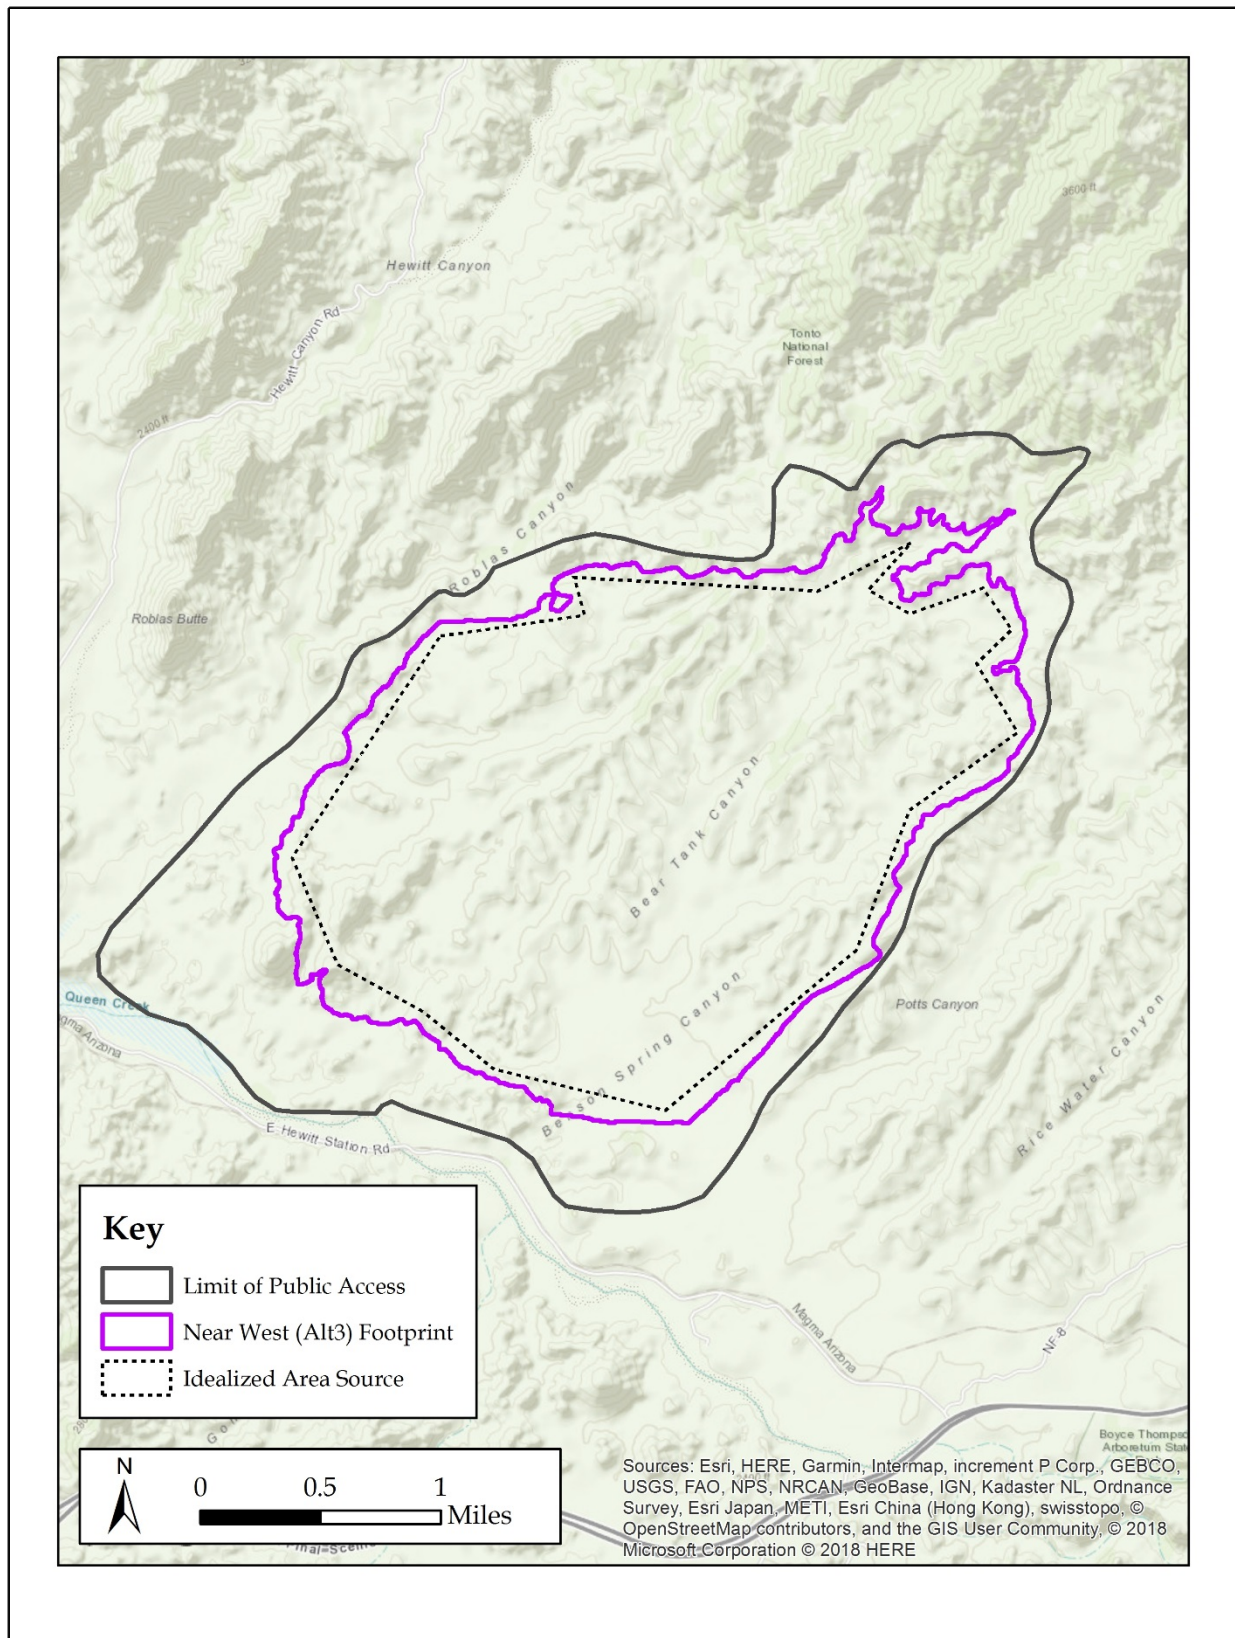 Hewitt Canyon
3600 ft
Hewitt Canyon Rd
Tonto
National
Forest
2400 ft
Roblas Canyon
Roblas Butte
Bear Tank Canyon
Queen Creek
Magma Arizona
Benson Spring Canyon
Potts Canyon
Rice Water Canyon
E Hewitt Station Rd
Key
Limit of Public Access
Near West (Alt3) Footprint
Idealized Area Source
Magma Arizona
NF-8
Boyce Thomps
Arboretum Stat
N
0 0.5 1
Miles
Sources: Esri, HERE, Garmin, Intermap, increment P Corp., GEBCO,
USGS, FAO, NPS, NRCAN, GeoBase, IGN, Kadaster NL, Ordnance
Survey, Esri Japan, METI, Esri China (Hong Kong), swisstopo, ©
OpenStreetMap contributors, and the GIS User Community, © 2018
Microsoft Corporation © 2018 HERE